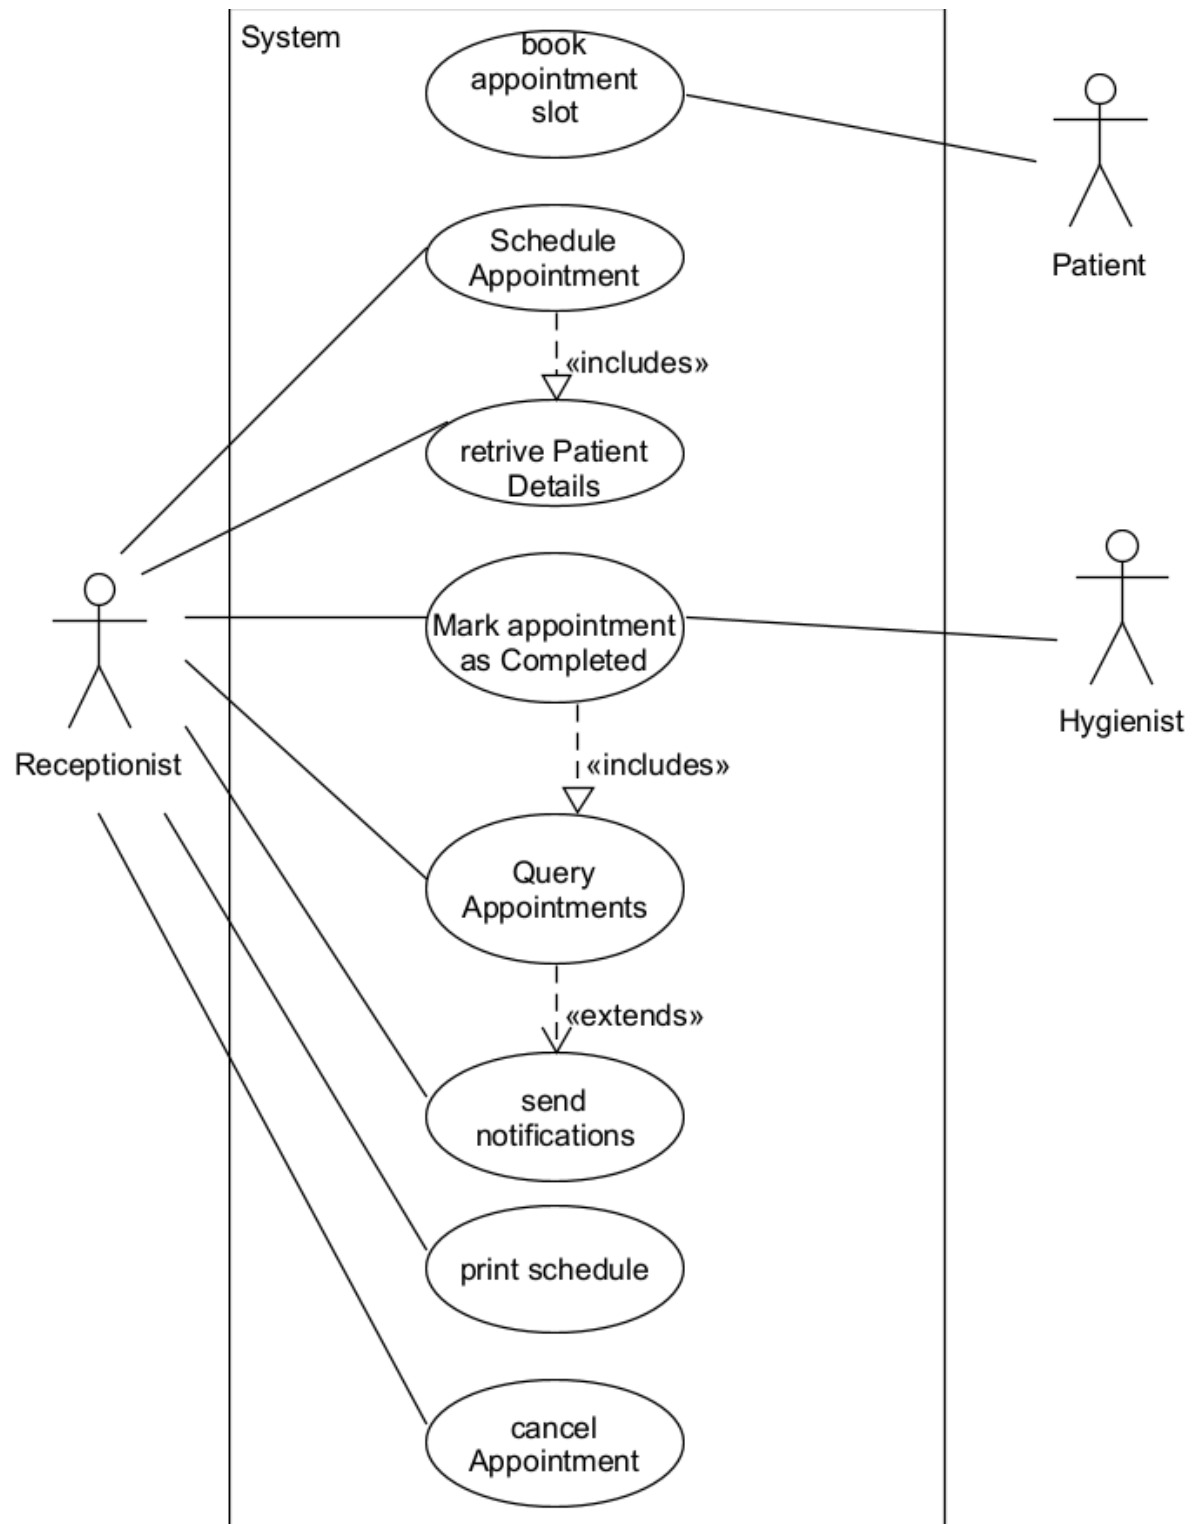 System
book
appointment
slot
Patient
Schedule
Appointment
«includes»
retrive Patient
Details
Mark appointment
as Completed
Hygienist
Receptionist
«includes»
Query
Appointments
«extends»
send
notifications
print schedule
cancel
Appointment